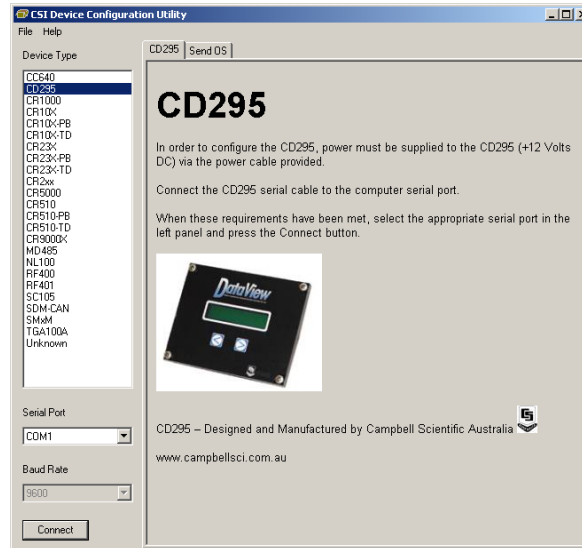 CSI Device Configuration Utility
File Help
Device Type
CC640
CD295
CR1000
CR10X
CR10X-PB
CR10X-TD
CR23X
CR23X-PB
CR23X-TD
CR2xx
CR5000
CR510
CR510-PB
CR510-TD
CR9000X
MD485
NL100
RF400
RF401
SC105
SDM-CAN
SMxM
TGA100A
Unknown
Serial Port
COM1
Baud Rate
9600
Connect
CD295 Send OS
CD295
In order to configure the CD295, power must be supplied to the CD295 (+12 Volts
DC) via the power cable provided.
Connect the CD295 serial cable to the computer serial port.
When these requirements have been met, select the appropriate serial port in the
left panel and press the Connect button.
DataView
CD295 – Designed and Manufactured by Campbell Scientific Australia
www.campbellsci.com.au